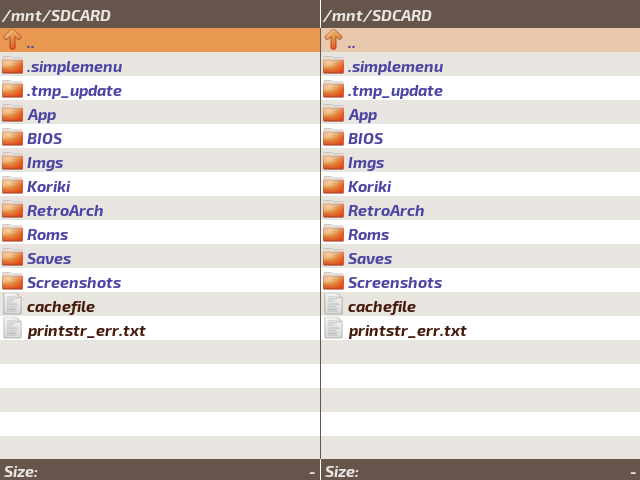 /mnt/SDCARD
..
.simplemenu
.tmp_update
App
BIOS
Imgs
Koriki
RetroArch
Roms
Saves
Screenshots
cachefile
printstr_err.txt
Size: -
/mnt/SDCARD
..
.simplemenu
.tmp_update
App
BIOS
Imgs
Koriki
RetroArch
Roms
Saves
Screenshots
cachefile
printstr_err.txt
Size: -